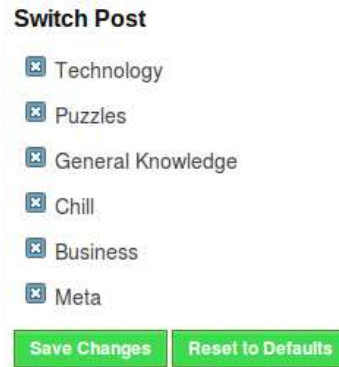 Switch Post
Technology
Puzzles
General Knowledge
Chill
Business
Meta
Save Changes Reset to Defaults